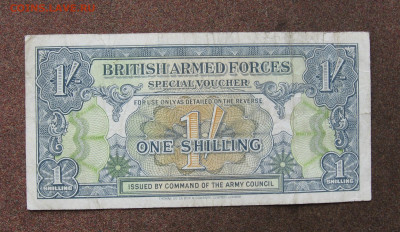 1/-
1/-
BRITISH ARMED FORCES
SPECIAL VOUCHER
FOR USE ONLY AS DETAILED ON THE REVERSE
1/-
ONE SHILLING
1
SHILLING
1
SHILLING
ISSUED BY COMMAND OF THE ARMY COUNCIL